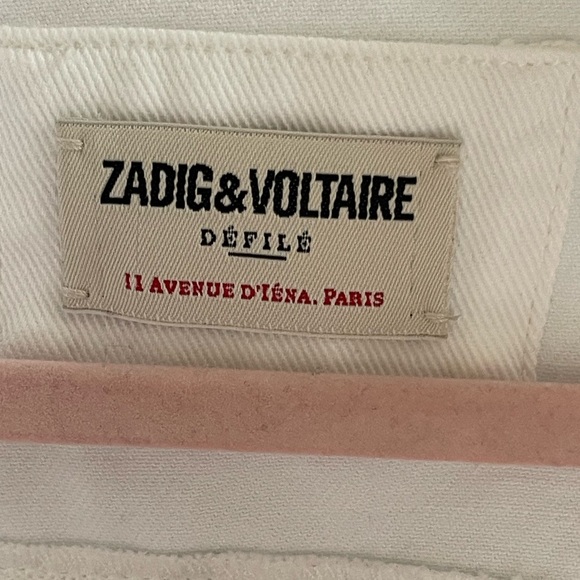 ZADIG&VOLTAIRE
DÉFILÉ
11 AVENUE D'IÉNA. PARIS